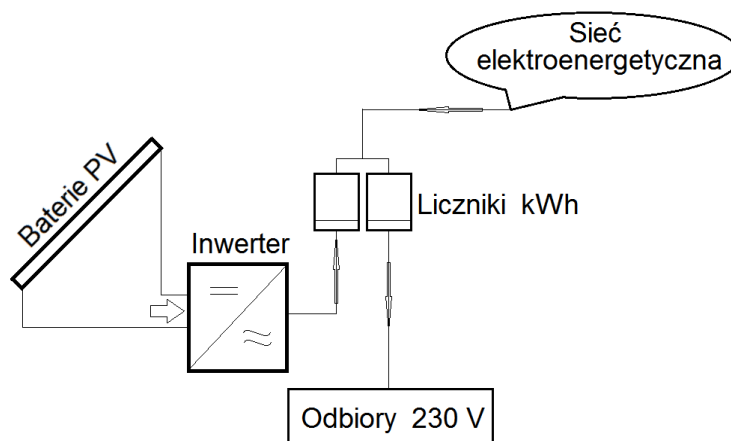 Sieć
elektroenergetyczna
Baterie PV
Liczniki kWh
Inwerter
Odbiory 230 V